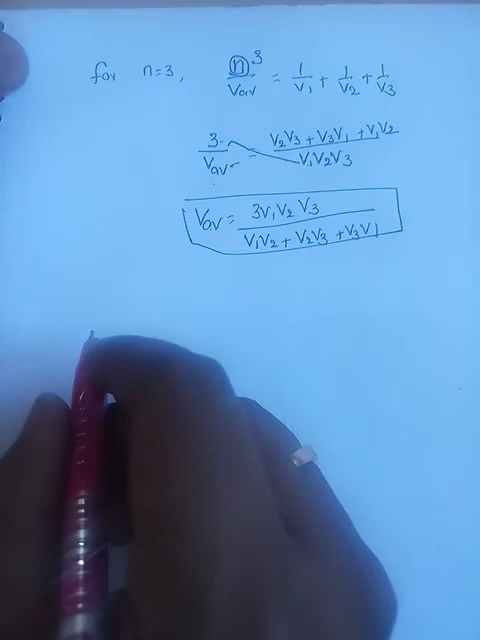 for n=3, n³/Vav = 1/V₁ + 1/V₂ + 1/V₃
3/Vav = V₂V₃ + V₃V₁ + V₁V₂/V₁V₂V₃
Vav = 3V₁V₂V₃/V₁V₂ + V₂V₃ + V₃V₁